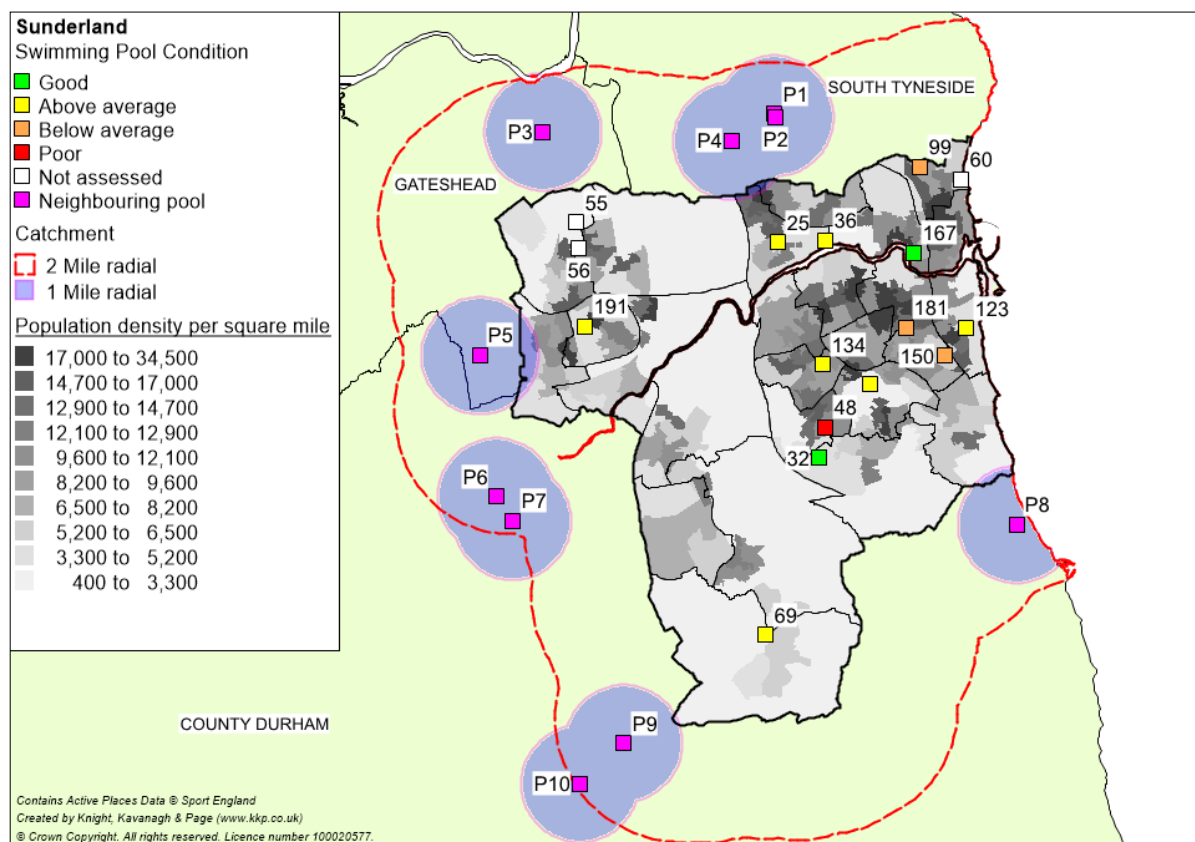 Sunderland
Swimming Pool Condition
Good
Above average
Below average
Poor
Not assessed
Neighbouring pool
Catchment
2 Mile radial
1 Mile radial
Population density per square mile
17,000 to 34,500
14,700 to 17,000
12,900 to 14,700
12,100 to 12,900
9,600 to 12,100
8,200 to 9,600
6,500 to 8,200
5,200 to 6,500
3,300 to 5,200
400 to 3,300
SOUTH TYNESIDE
P1
P3
P4
P2
99
60
GATESHEAD
55
25
36
167
56
191
181
123
P5
134
150
48
32
P6
P7
P8
69
COUNTY DURHAM
P9
P10
Contains Active Places Data © Sport England
Created by Knight, Kavanagh & Page (www.kkp.co.uk)
© Crown Copyright. All rights reserved. Licence number 100020577.